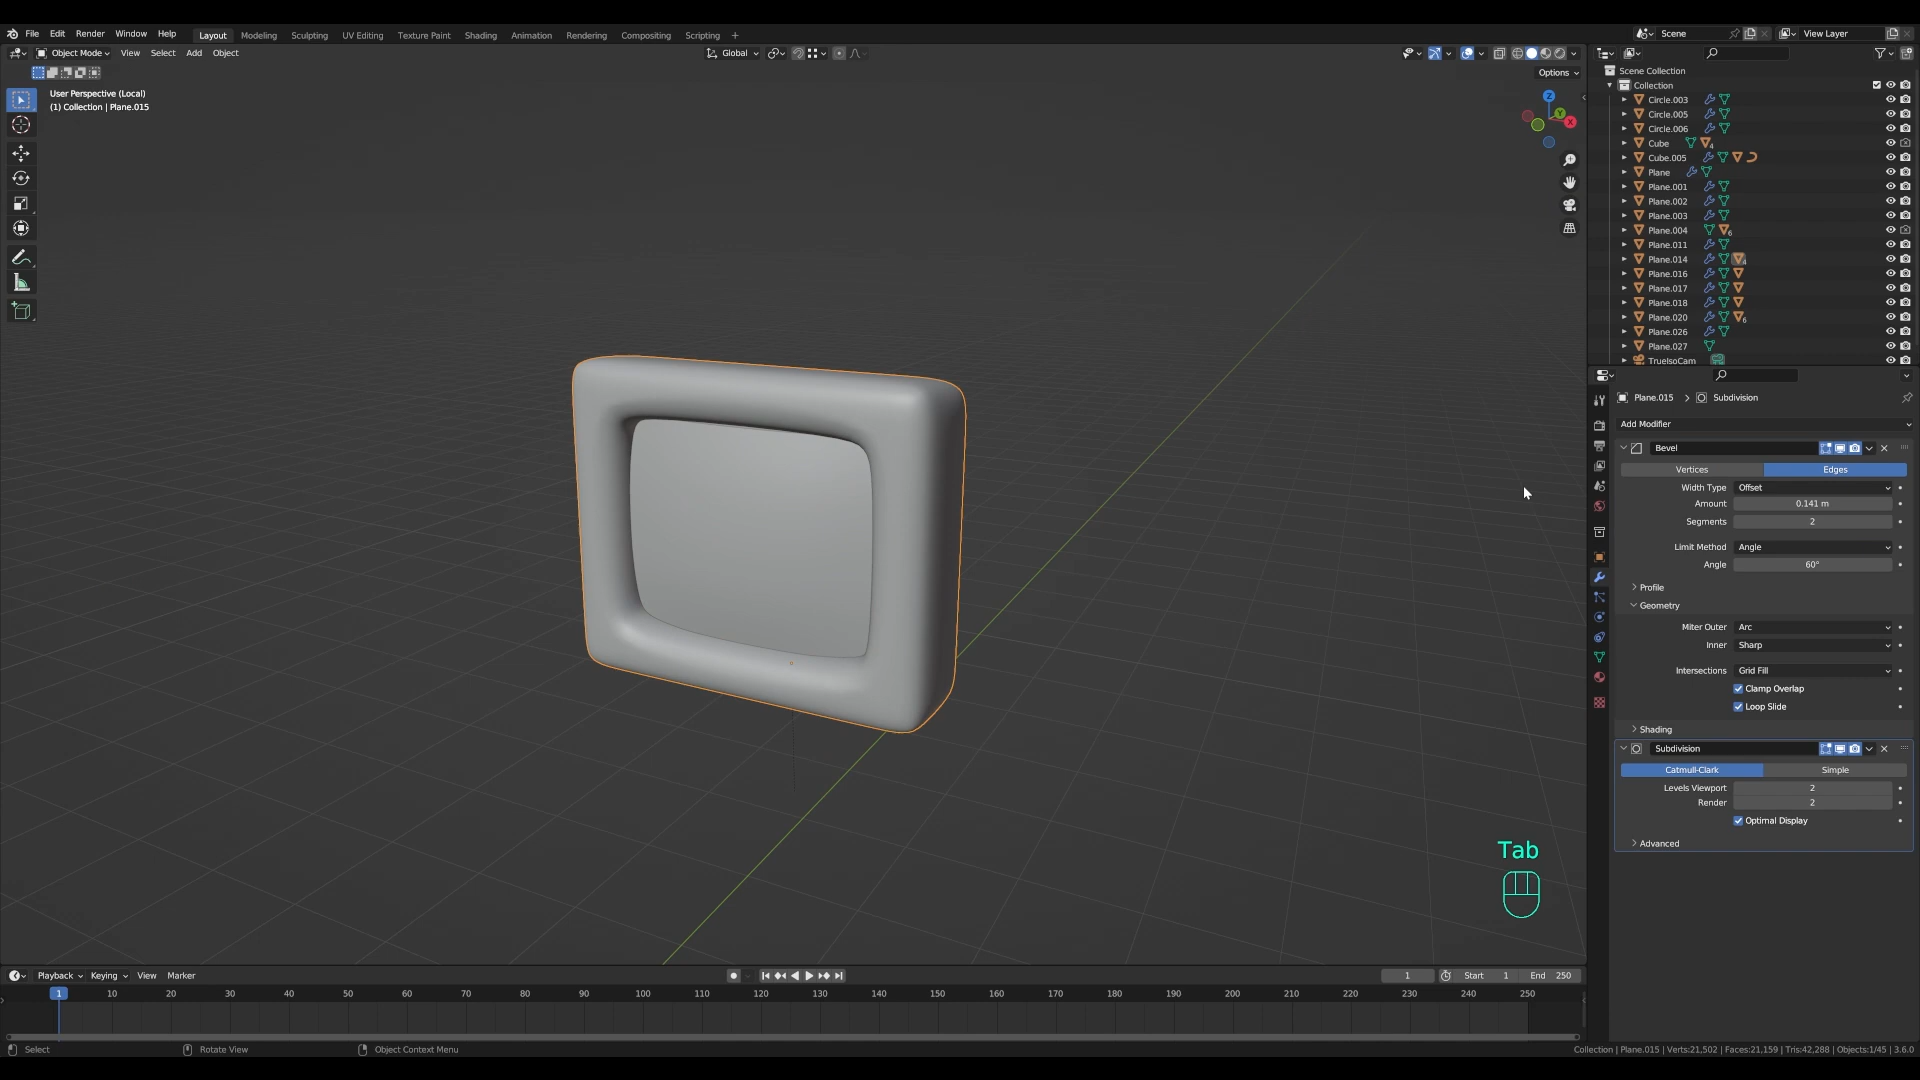 File Edit Render Window Help Layout Modeling Sculpting UV Editing Texture Paint Shading Animation Rendering Compositing Scripting + Scene View Layer
Object Mode View Select Add Object Global
Options
User Perspective (Local)
(1) Collection | Plane.015
Z
Y
X
Scene Collection
Collection
Circle.003
Circle.005
Circle.006
Cube 4
Cube.005
Plane
Plane.001
Plane.002
Plane.003
Plane.004 6
Plane.011
Plane.014 4
Plane.016
Plane.017
Plane.018
Plane.020 6
Plane.026
Plane.027
TrueIsoCam
Plane.015 > Subdivision
Add Modifier
Bevel
Vertices Edges
Width Type Offset
Amount 0.141 m
Segments 2
Limit Method Angle
Angle 60°
Profile
Geometry
Miter Outer Arc
Inner Sharp
Intersections Grid Fill
Clamp Overlap
Loop Slide
Shading
Subdivision
Catmull-Clark Simple
Levels Viewport 2
Render 2
Optimal Display
Advanced
Tab
Playback Keying View Marker 1 Start 1 End 250
1 10 20 30 40 50 60 70 80 90 100 110 120 130 140 150 160 170 180 190 200 210 220 230 240 250
Select Rotate View Object Context Menu Collection | Plane.015 | Verts:21,502 | Faces:21,159 | Tris:42,288 | Objects:1/45 | 3.6.0